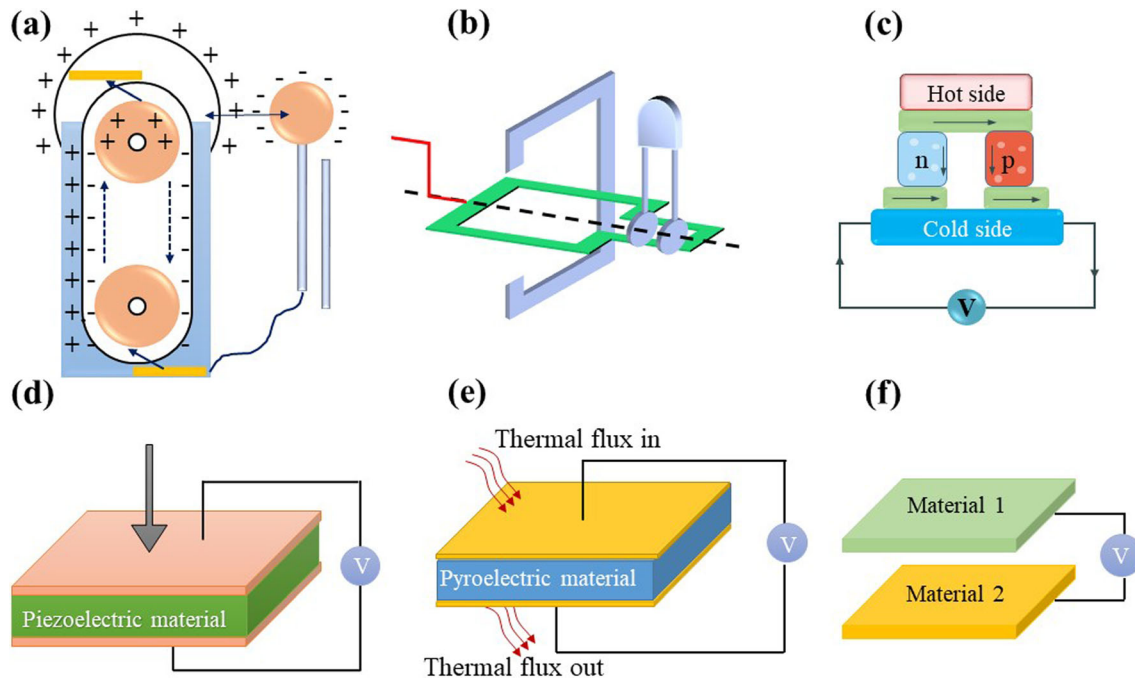 (a)
(b)
(c)
Hot side
n
p
Cold side
V
(d)
Piezoelectric material
V
(e)
Thermal flux in
Pyroelectric material
V
Thermal flux out
(f)
Material 1
Material 2
V